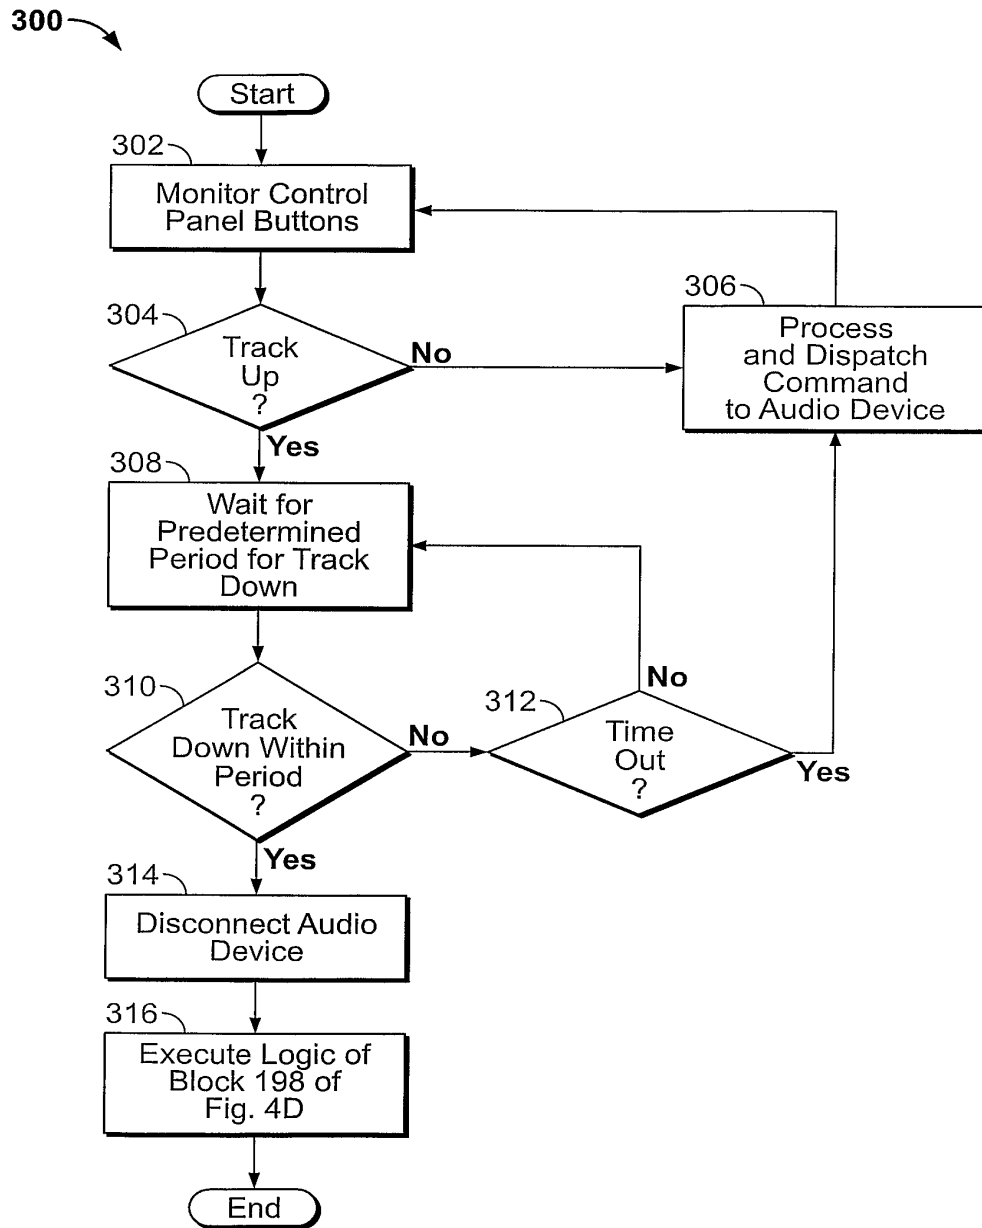 300
Start
302
Monitor Control
Panel Buttons
304
Track
Up
?
No
306
Process
and Dispatch
Command
to Audio Device
Yes
308
Wait for
Predetermined
Period for Track
Down
310
Track
Down Within
Period
?
No
312
Time
Out
?
No
Yes
Yes
314
Disconnect Audio
Device
316
Execute Logic of
Block 198 of
Fig. 4D
End